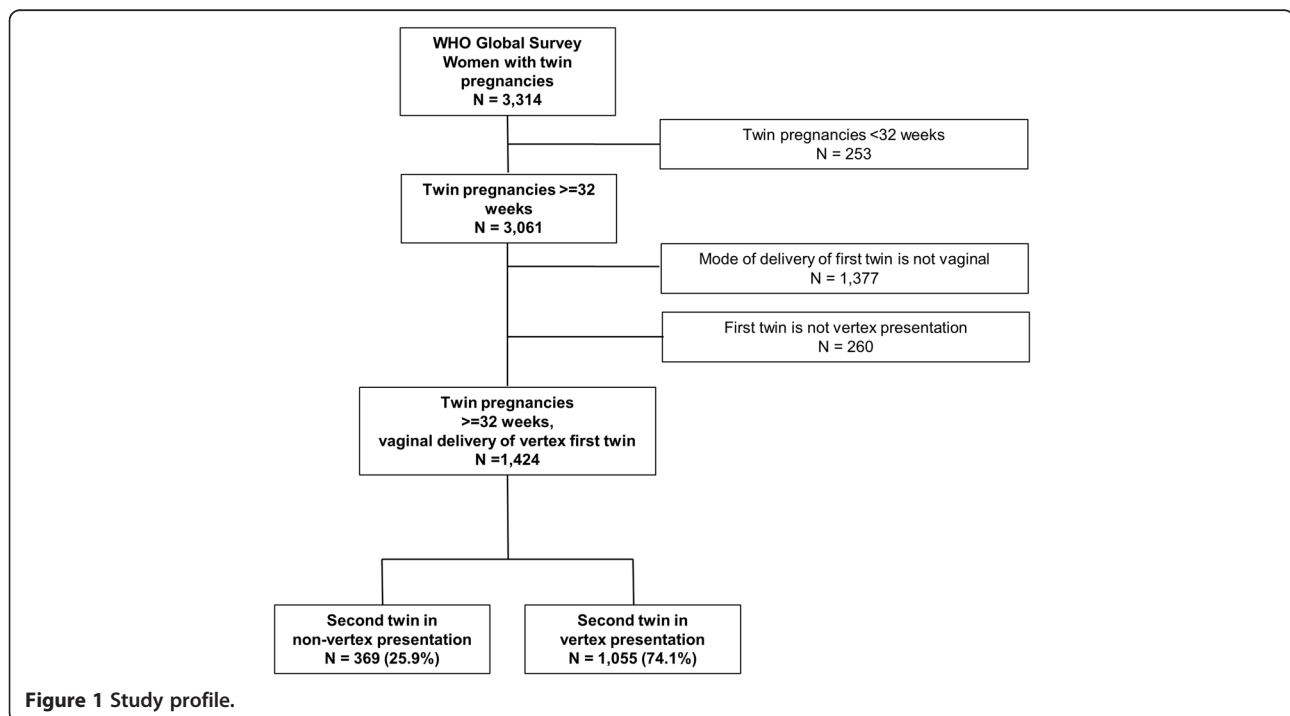 WHO Global Survey
Women with twin
pregnancies
N = 3,314
Twin pregnancies <32 weeks
N = 253
Twin pregnancies >=32
weeks
N = 3,061
Mode of delivery of first twin is not vaginal
N = 1,377
First twin is not vertex presentation
N = 260
Twin pregnancies
>=32 weeks,
vaginal delivery of vertex first twin
N =1,424
Second twin in
non-vertex presentation
N = 369 (25.9%)
Second twin in
vertex presentation
N = 1,055 (74.1%)
Figure 1 Study profile.